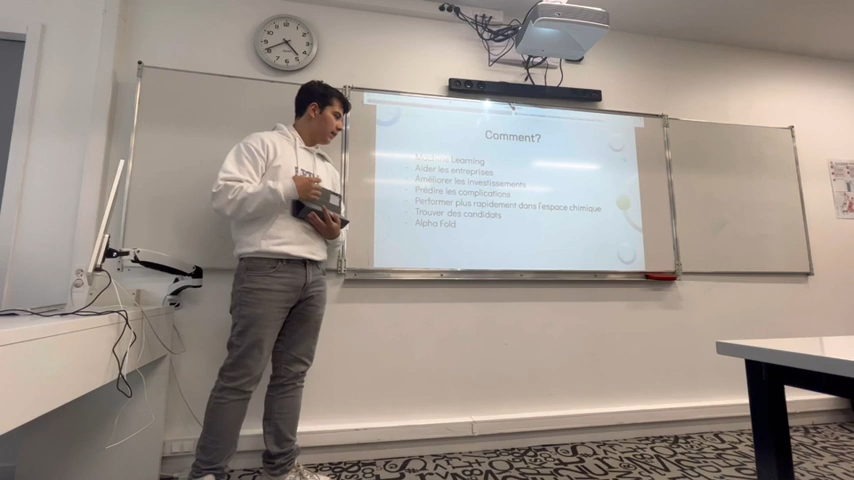 Comment?
Machine Learning
- Aider les entreprises
- Améliorer les investissements
- Prédire les complications
- Performer plus rapidement dans l'espace chimique
- Trouver des candidats
- Alpha Fold